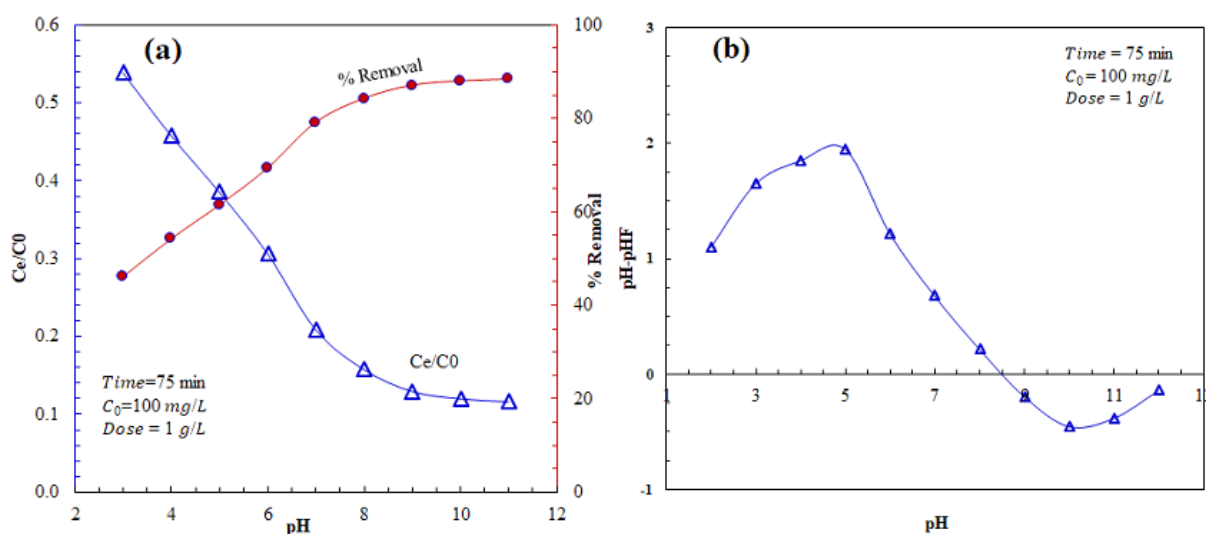 (a)
% Removal
Ce/C0
Time=75 min
C₀=100 mg/L
Dose = 1 g/L
Ce/C0
0.6
0.5
0.4
0.3
0.2
0.1
0.0
% Removal
100
80
60
40
20
0
2 4 6 8 10 12
pH
(b)
Time = 75 min
C₀ = 100 mg/L
Dose = 1 g/L
pH-pHF
3
2
1
0
-1
1 3 5 7 9 11
pH